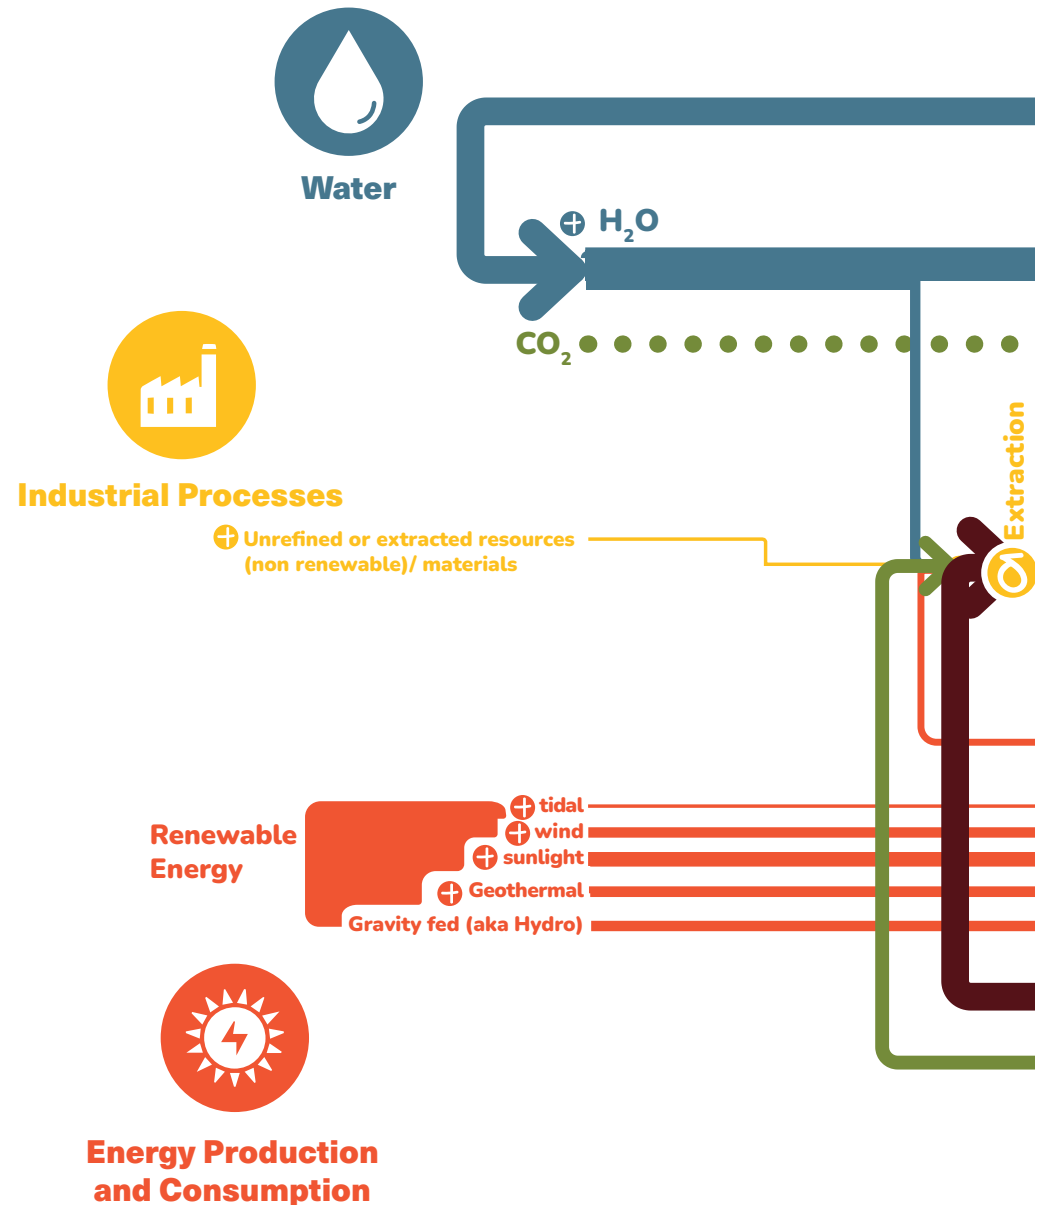 Water
H2O
CO2
Extraction
Industrial Processes
Unrefined or extracted resources
(non renewable)/ materials
Renewable
Energy
tidal
wind
sunlight
Geothermal
Gravity fed (aka Hydro)
Energy Production
and Consumption